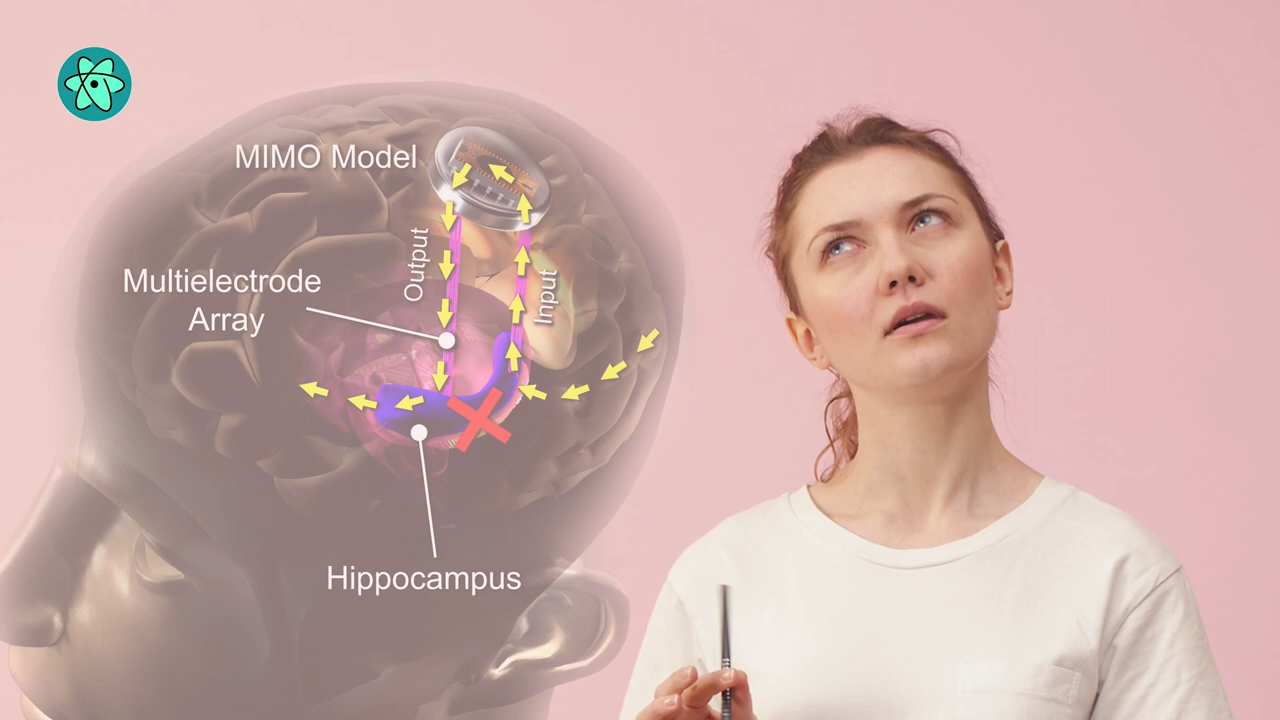 MIMO Model
Output
Input
Multielectrode
Array
Hippocampus